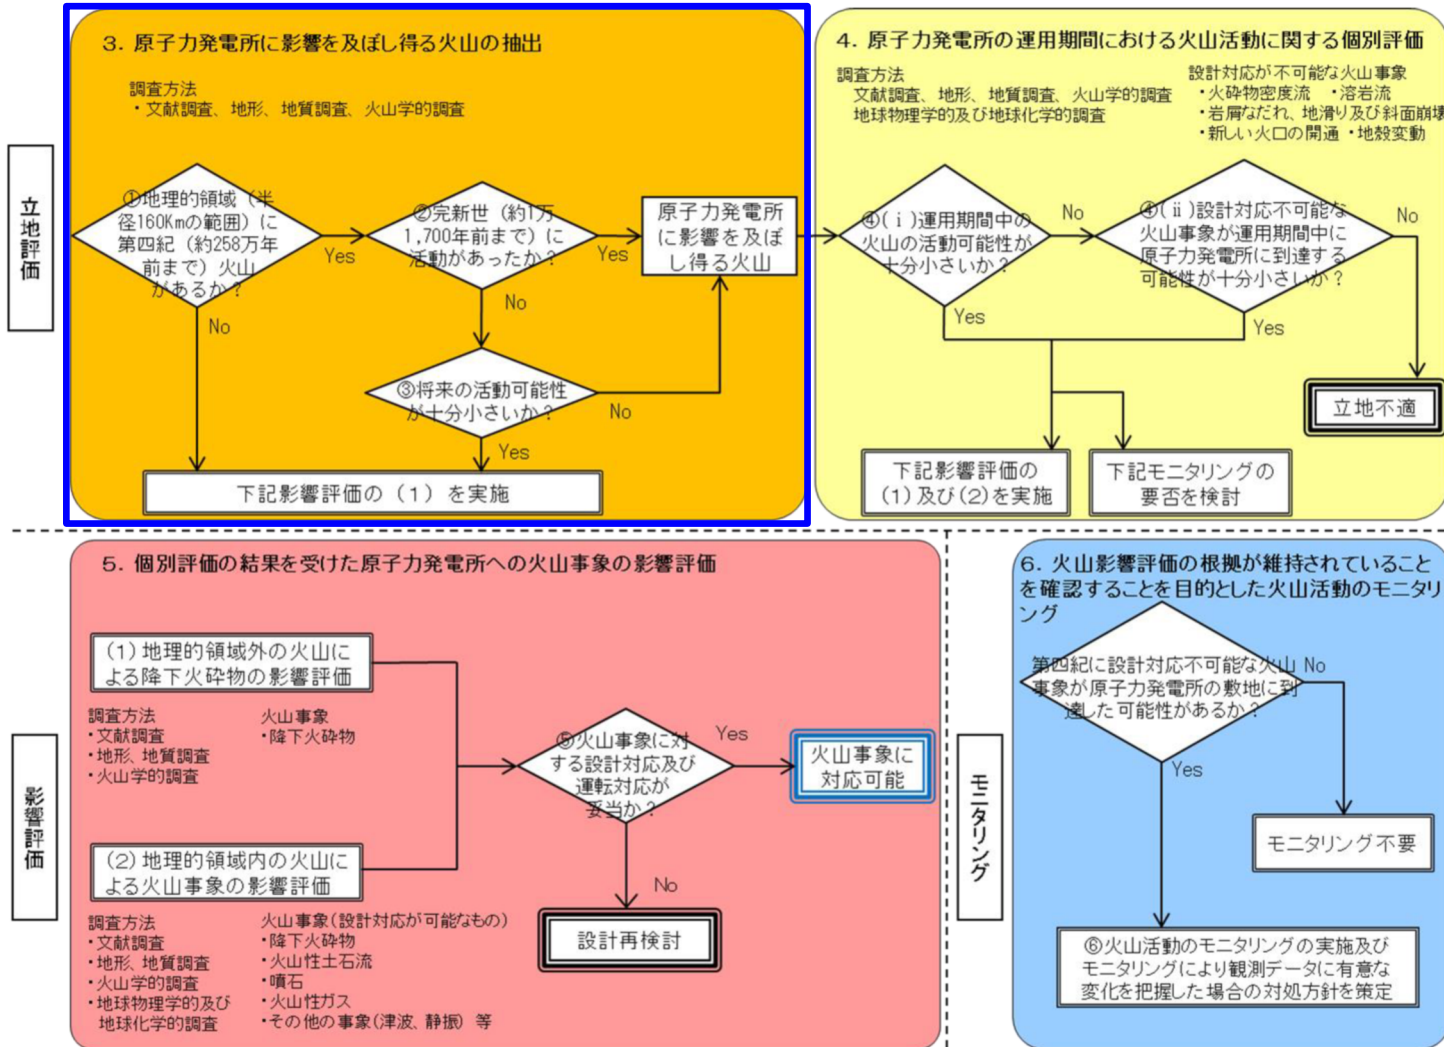 立地評価
3. 原子力発電所に影響を及ぼし得る火山の抽出
調査方法
・文献調査、地形、地質調査、火山学的調査
①地理的領域（半
径160Kmの範囲）に
第四紀（約258万年
前まで）火山
があるか？
Yes
No
②完新世（約1万
1,700年前まで）に
活動があったか？
Yes
No
原子力発電所
に影響を及ぼ
し得る火山
③将来の活動可能性
が十分小さいか？
No
Yes
下記影響評価の（1）を実施
4. 原子力発電所の運用期間における火山活動に関する個別評価
調査方法
文献調査、地形、地質調査、火山学的調査
地球物理学的及び地球化学的調査
設計対応が不可能な火山事象
・火砕物密度流 ・溶岩流
・岩屑なだれ、地滑り及び斜面崩壊
・新しい火口の開通 ・地殻変動
④(ⅰ)運用期間中の
火山の活動可能性が
十分小さいか？
No
Yes
④(ⅱ)設計対応不可能な
火山事象が運用期間中に
原子力発電所に到達する
可能性が十分小さいか？
No
Yes
立地不適
下記影響評価の
(1)及び(2)を実施
下記モニタリングの
要否を検討
影響評価
5. 個別評価の結果を受けた原子力発電所への火山事象の影響評価
(1)地理的領域外の火山に
よる降下火砕物の影響評価
調査方法
・文献調査
・地形、地質調査
・火山学的調査
火山事象
・降下火砕物
(2)地理的領域内の火山に
よる火山事象の影響評価
調査方法
・文献調査
・地形、地質調査
・火山学的調査
・地球物理学的及び
地球化学的調査
火山事象(設計対応が可能なもの)
・降下火砕物
・火山性土石流
・噴石
・火山性ガス
・その他の事象(津波、静振) 等
⑤火山事象に対
する設計対応及び
運転対応が
妥当か？
Yes
No
火山事象に
対応可能
設計再検討
モニタリング
6. 火山影響評価の根拠が維持されていること
を確認することを目的とした火山活動のモニタリ
ング
第四紀に設計対応不可能な火山
事象が原子力発電所の敷地に到
達した可能性があるか？
No
Yes
モニタリング不要
⑥火山活動のモニタリングの実施及び
モニタリングにより観測データに有意な
変化を把握した場合の対処方針を策定